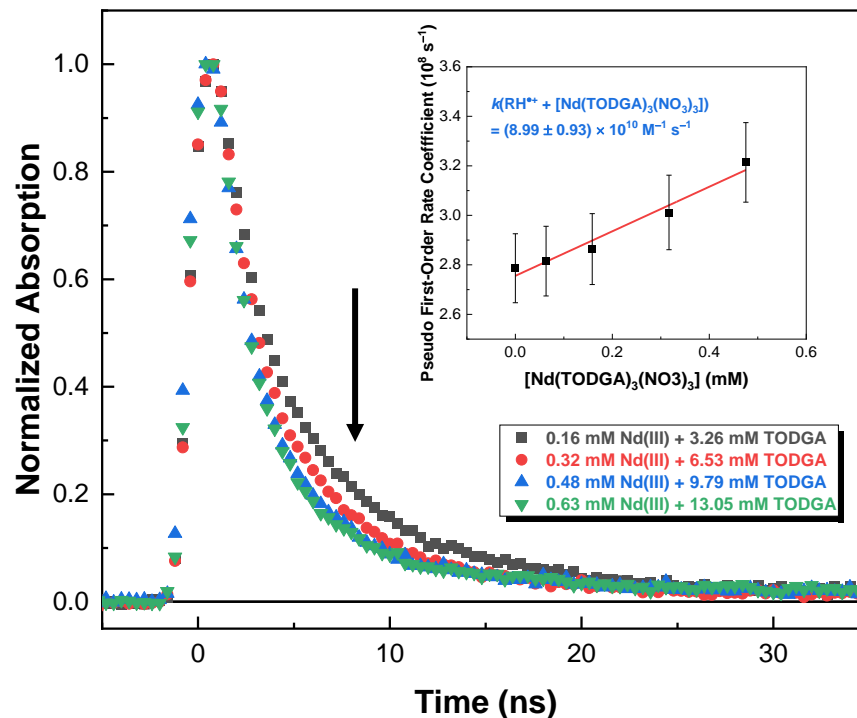 Normalized Absorption
1.0
0.8
0.6
0.4
0.2
0.0
0
10
20
30
Time (ns)
Pseudo First-Order Rate Coeffficient (10⁸ s⁻¹)
3.6
3.2
2.8
2.4
0.0
0.2
0.4
0.6
[Nd(TODGA)₃(NO3)₃] (mM)
k(RH•⁺ + [Nd(TODGA)₃(NO₃)₃])
= (8.99 ± 0.93) × 10¹⁰ M⁻¹ s⁻¹
0.16 mM Nd(III) + 3.26 mM TODGA
0.32 mM Nd(III) + 6.53 mM TODGA
0.48 mM Nd(III) + 9.79 mM TODGA
0.63 mM Nd(III) + 13.05 mM TODGA